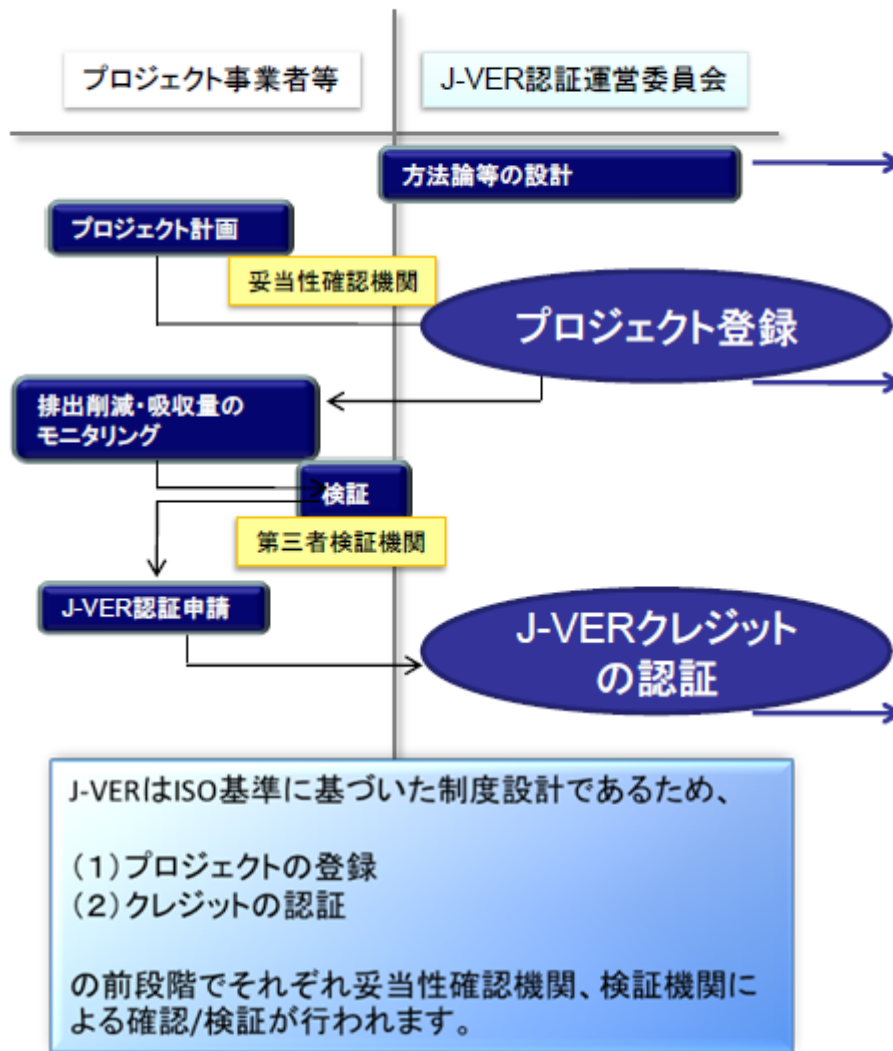 プロジェクト事業者等
J-VER認証運営委員会
方法論等の設計
プロジェクト計画
妥当性確認機関
プロジェクト登録
排出削減・吸収量の
モニタリング
検証
第三者検証機関
J-VER認証申請
J-VERクレジット
の認証
J-VERはISO基準に基づいた制度設計であるため、
(1)プロジェクトの登録
(2)クレジットの認証
の前段階でそれぞれ妥当性確認機関、検証機関に
よる確認/検証が行われます。